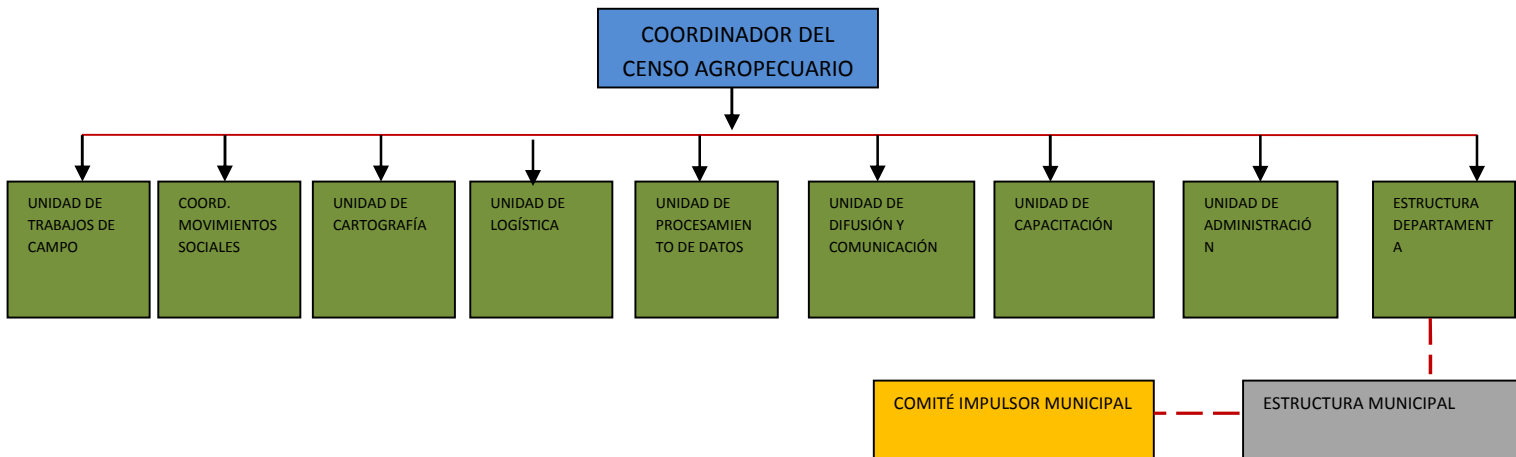 COORDINADOR DEL
CENSO AGROPECUARIO
UNIDAD DE
TRABAJOS DE
CAMPO
COORD.
MOVIMIENTOS
SOCIALES
UNIDAD DE
CARTOGRAFÍA
UNIDAD DE
LOGÍSTICA
UNIDAD DE
PROCESAMIEN
TO DE DATOS
UNIDAD DE
DIFUSIÓN Y
COMUNICACIÓN
UNIDAD DE
CAPACITACIÓN
UNIDAD DE
ADMINISTRACIÓ
N
ESTRUCTURA
DEPARTAMENT
A
COMITÉ IMPULSOR MUNICIPAL
ESTRUCTURA MUNICIPAL